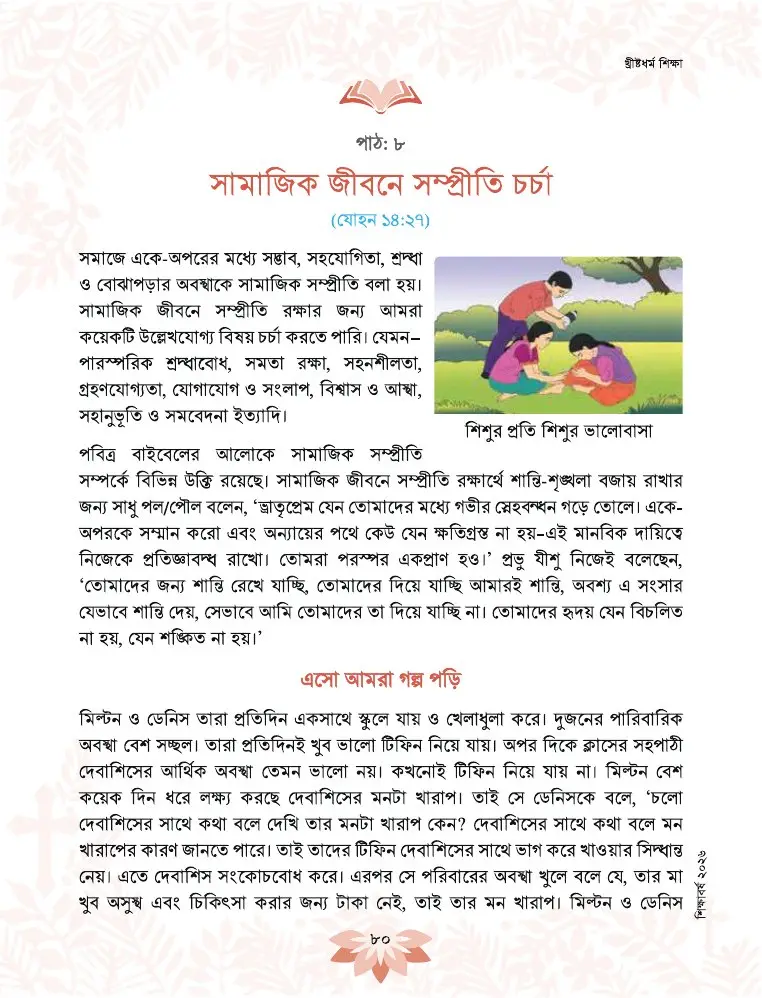 খ্রীষ্টধর্ম শিক্ষা
পাঠ: ৮
সামাজিক জীবনে সম্প্রীতি চর্চা
(যোহন ১৪:২৭)
সমাজে একে-অপরের মধ্যে সদ্ভাব, সহযোগিতা, শ্রদ্ধা
ও বোঝাপড়ার অবস্থাকে সামাজিক সম্প্রীতি বলা হয়।
সামাজিক জীবনে সম্প্রীতি রক্ষার জন্য আমরা
কয়েকটি উল্লেখযোগ্য বিষয় চর্চা করতে পারি। যেমন–
পারস্পরিক শ্রদ্ধাবোধ, সমতা রক্ষা, সহনশীলতা,
গ্রহণযোগ্যতা, যোগাযোগ ও সংলাপ, বিশ্বাস ও আস্থা,
সহানুভূতি ও সমবেদনা ইত্যাদি।
শিশুর প্রতি শিশুর ভালোবাসা
পবিত্র বাইবেলের আলোকে সামাজিক সম্প্রীতি
সম্পর্কে বিভিন্ন উক্তি রয়েছে। সামাজিক জীবনে সম্প্রীতি রক্ষার্থে শান্তি-শৃঙ্খলা বজায় রাখার
জন্য সাধু পল/পৌল বলেন, ‘ভ্রাতৃপ্রেম যেন তোমাদের মধ্যে গভীর স্নেহবন্ধন গড়ে তোলে। একে-
অপরকে সম্মান করো এবং অন্যায়ের পথে কেউ যেন ক্ষতিগ্রস্ত না হয়–এই মানবিক দায়িত্বে
নিজেকে প্রতিজ্ঞাবদ্ধ রাখো। তোমরা পরস্পর একপ্রাণ হও।’ প্রভু যীশু নিজেই বলেছেন,
‘তোমাদের জন্য শান্তি রেখে যাচ্ছি, তোমাদের দিয়ে যাচ্ছি আমারই শান্তি, অবশ্য এ সংসার
যেভাবে শান্তি দেয়, সেভাবে আমি তোমাদের তা দিয়ে যাচ্ছি না। তোমাদের হৃদয় যেন বিচলিত
না হয়, যেন শঙ্কিত না হয়।’
এসো আমরা গল্প পড়ি
মিল্টন ও ডেনিস তারা প্রতিদিন একসাথে স্কুলে যায় ও খেলাধুলা করে। দুজনের পারিবারিক
অবস্থা বেশ সচ্ছল। তারা প্রতিদিনই খুব ভালো টিফিন নিয়ে যায়। অপর দিকে ক্লাসের সহপাঠী
দেবাশিসের আর্থিক অবস্থা তেমন ভালো নয়। কখনোই টিফিন নিয়ে যায় না। মিল্টন বেশ
কয়েক দিন ধরে লক্ষ্য করছে দেবাশিসের মনটা খারাপ। তাই সে ডেনিসকে বলে, ‘চলো
দেবাশিসের সাথে কথা বলে দেখি তার মনটা খারাপ কেন? দেবাশিসের সাথে কথা বলে মন
খারাপের কারণ জানতে পারে। তাই তাদের টিফিন দেবাশিসের সাথে ভাগ করে খাওয়ার সিদ্ধান্ত
নেয়। এতে দেবাশিস সংকোচবোধ করে। এরপর সে পরিবারের অবস্থা খুলে বলে যে, তার মা
খুব অসুস্থ এবং চিকিৎসা করার জন্য টাকা নেই, তাই তার মন খারাপ। মিল্টন ও ডেনিস
শিক্ষাবর্ষ ২০২৬
৮০